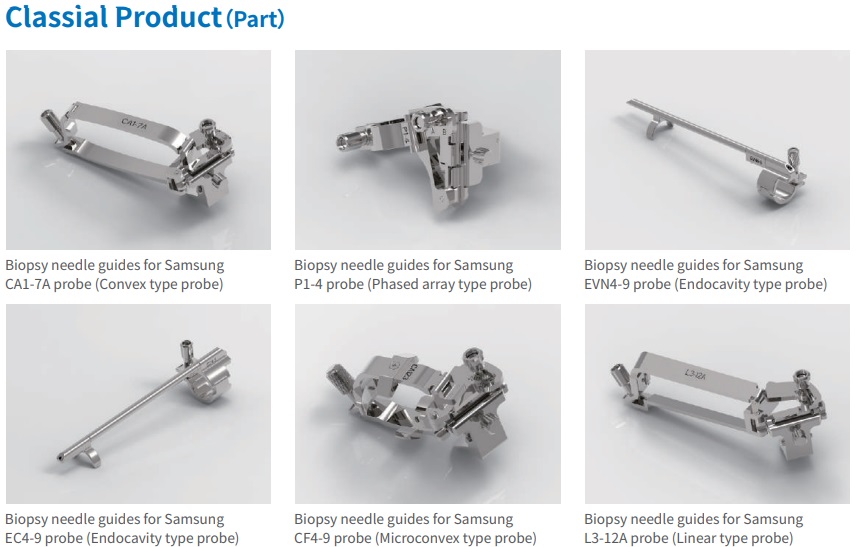 Classial Product (Part)
CA1-7A
A B
Biopsy needle guides for Samsung
CA1-7A probe (Convex type probe)
Biopsy needle guides for Samsung
P1-4 probe (Phased array type probe)
Biopsy needle guides for Samsung
EVN4-9 probe (Endocavity type probe)
L3-12A
Biopsy needle guides for Samsung
EC4-9 probe (Endocavity type probe)
Biopsy needle guides for Samsung
CF4-9 probe (Microconvex type probe)
Biopsy needle guides for Samsung
L3-12A probe (Linear type probe)